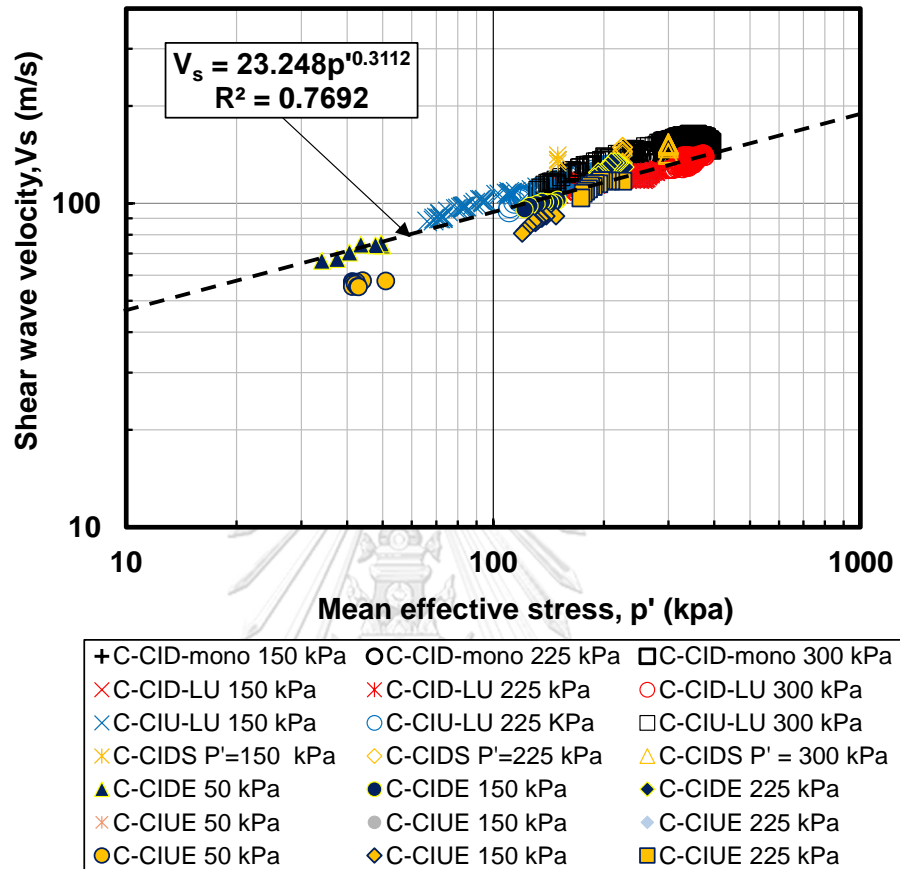 V_s = 23.248p'^0.3112
R² = 0.7692
Shear wave velocity,Vs (m/s)
100
10
10 100 1000
Mean effective stress, p' (kpa)
C-CID-mono 150 kPa C-CID-mono 225 kPa C-CID-mono 300 kPa
C-CID-LU 150 kPa C-CID-LU 225 kPa C-CID-LU 300 kPa
C-CIU-LU 150 kPa C-CIU-LU 225 KPa C-CIU-LU 300 kPa
C-CIDS P'=150 kPa C-CIDS P'=225 kPa C-CIDS P' = 300 kPa
C-CIDE 50 kPa C-CIDE 150 kPa C-CIDE 225 kPa
C-CIUE 50 kPa C-CIUE 150 kPa C-CIUE 225 kPa
C-CIUE 50 kPa C-CIUE 150 kPa C-CIUE 225 kPa